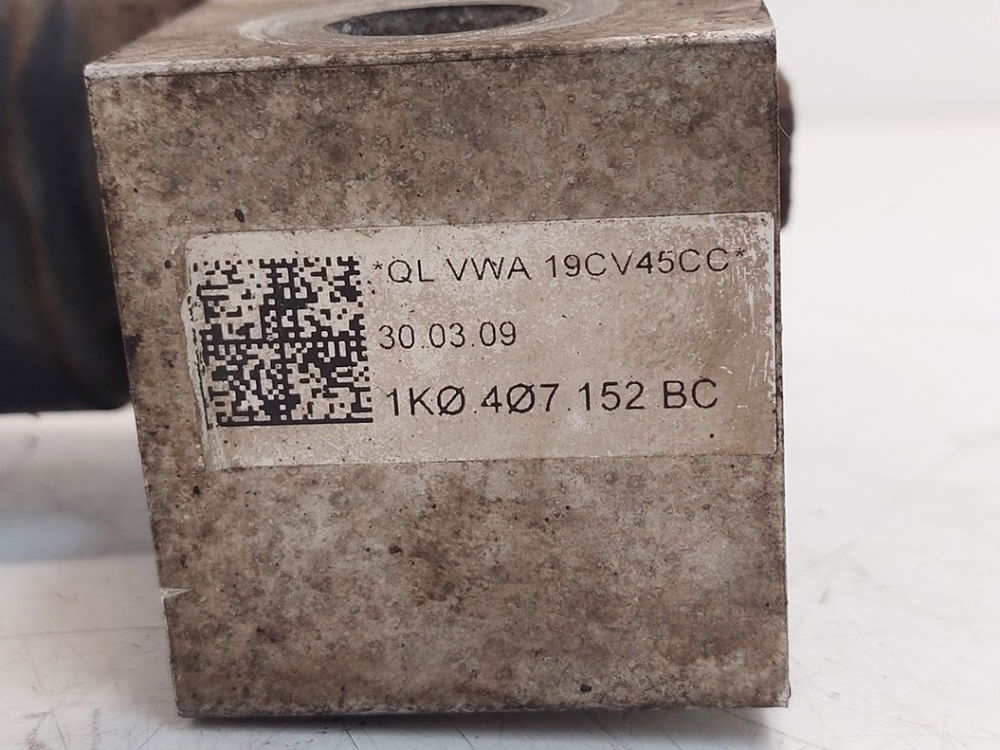 *QL VWA 19CV45CC*
30.03.09
1KØ.4Ø7.152 BC